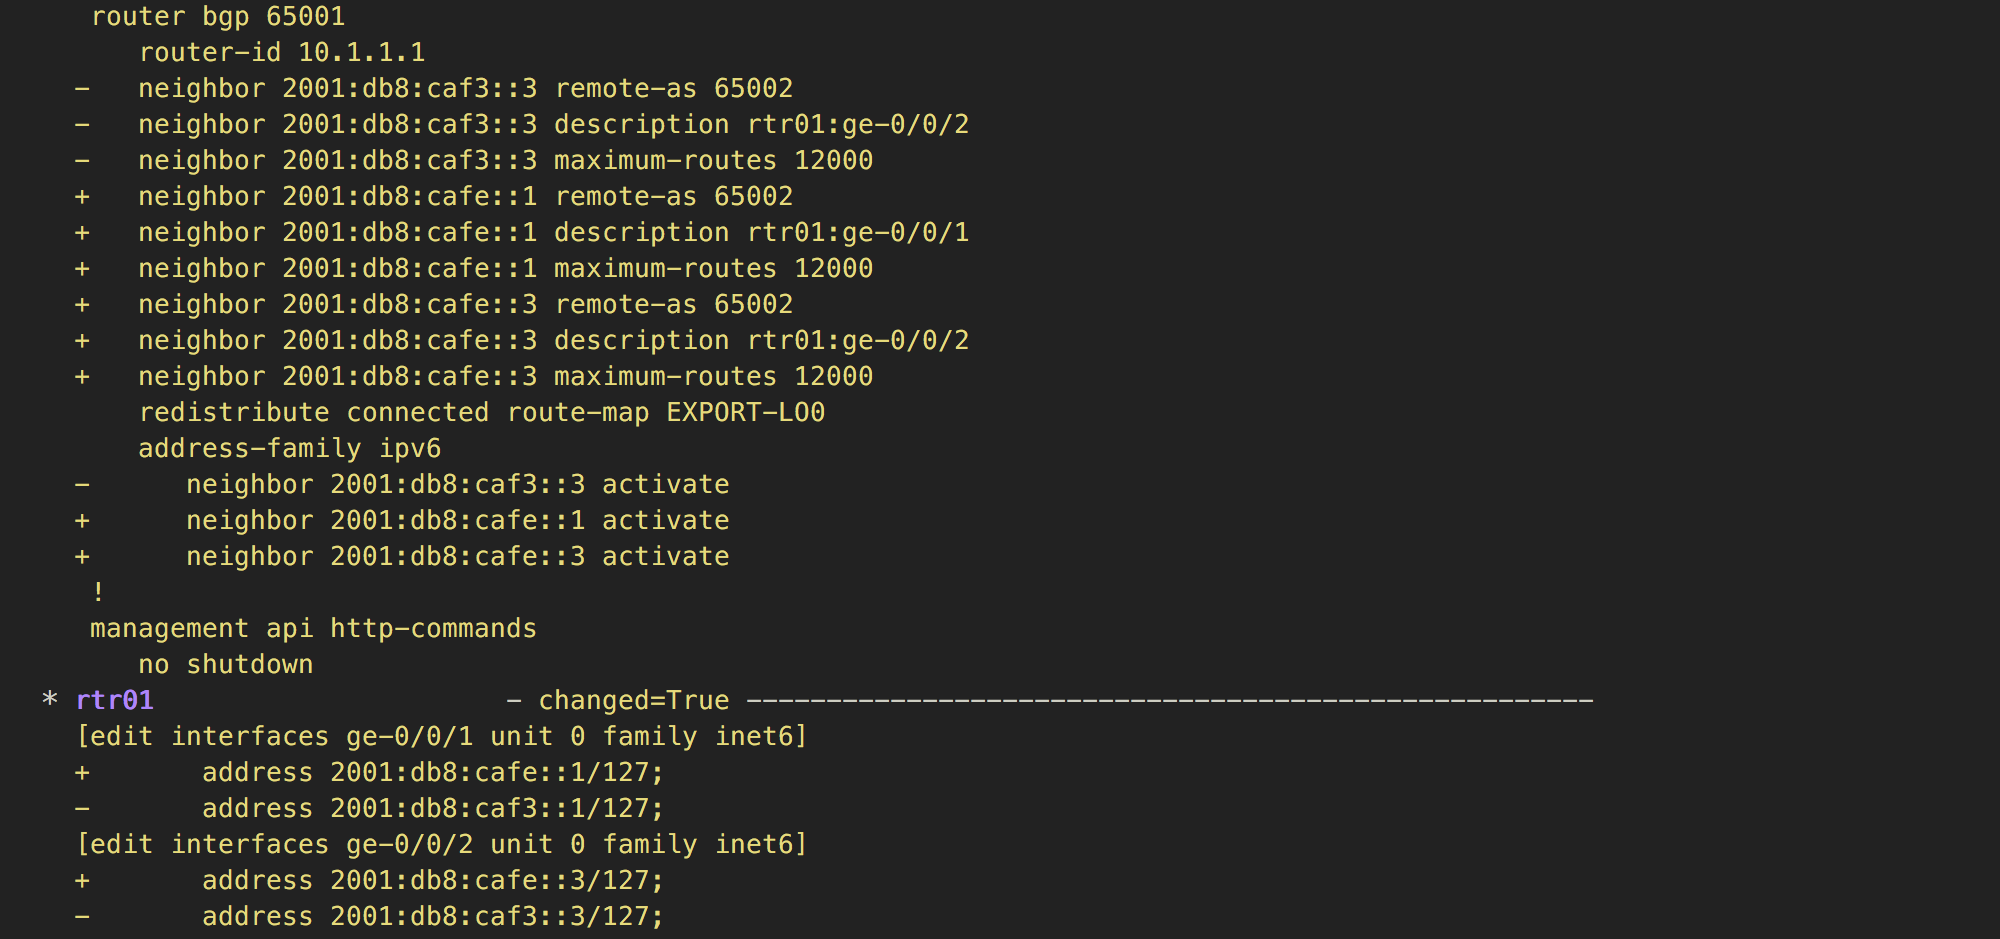 router bgp 65001
router-id 10.1.1.1
- neighbor 2001:db8:caf3::3 remote-as 65002
- neighbor 2001:db8:caf3::3 description rtr01:ge-0/0/2
- neighbor 2001:db8:caf3::3 maximum-routes 12000
+ neighbor 2001:db8:cafe::1 remote-as 65002
+ neighbor 2001:db8:cafe::1 description rtr01:ge-0/0/1
+ neighbor 2001:db8:cafe::1 maximum-routes 12000
+ neighbor 2001:db8:cafe::3 remote-as 65002
+ neighbor 2001:db8:cafe::3 description rtr01:ge-0/0/2
+ neighbor 2001:db8:cafe::3 maximum-routes 12000
redistribute connected route-map EXPORT-LO0
address-family ipv6
- neighbor 2001:db8:caf3::3 activate
+ neighbor 2001:db8:cafe::1 activate
+ neighbor 2001:db8:cafe::3 activate
!
management api http-commands
no shutdown
* rtr01 - changed=True -----------------------------------------------------
[edit interfaces ge-0/0/1 unit 0 family inet6]
+ address 2001:db8:cafe::1/127;
- address 2001:db8:caf3::1/127;
[edit interfaces ge-0/0/2 unit 0 family inet6]
+ address 2001:db8:cafe::3/127;
- address 2001:db8:caf3::3/127;